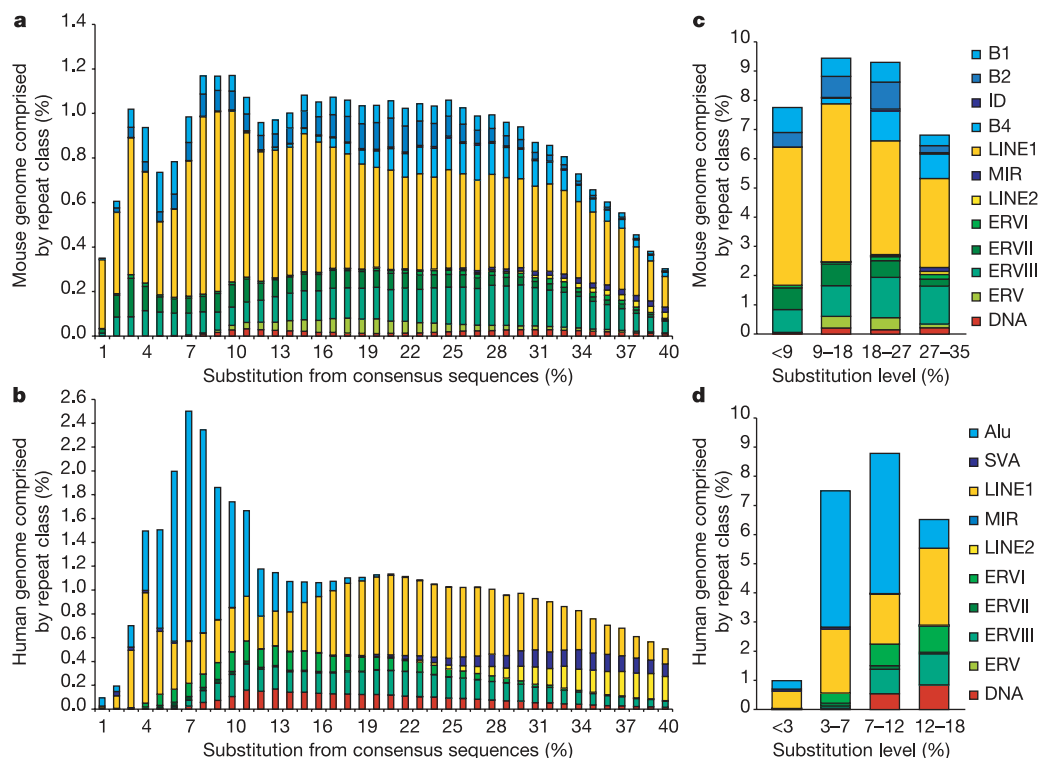 a
Mouse genome comprised
by repeat class (%)
1.4
1.2
1.0
0.8
0.6
0.4
0.2
0.0
1 4 7 10 13 16 19 22 25 28 31 34 37 40
Substitution from consensus sequences (%)
c
Mouse genome comprised
by repeat class (%)
10
9
8
7
6
5
4
3
2
1
0
<9 9–18 18–27 27–35
Substitution level (%)
B1
B2
ID
B4
LINE1
MIR
LINE2
ERVI
ERVII
ERVIII
ERV
DNA
b
Human genome comprised
by repeat class (%)
2.6
2.4
2.2
2.0
1.8
1.6
1.4
1.2
1.0
0.8
0.6
0.4
0.2
0.0
1 4 7 10 13 16 19 22 25 28 31 34 37 40
Substitution from consensus sequences (%)
d
Human genome comprised
by repeat class (%)
10
9
8
7
6
5
4
3
2
1
0
<3 3–7 7–12 12–18
Substitution level (%)
Alu
SVA
LINE1
MIR
LINE2
ERVI
ERVII
ERVIII
ERV
DNA